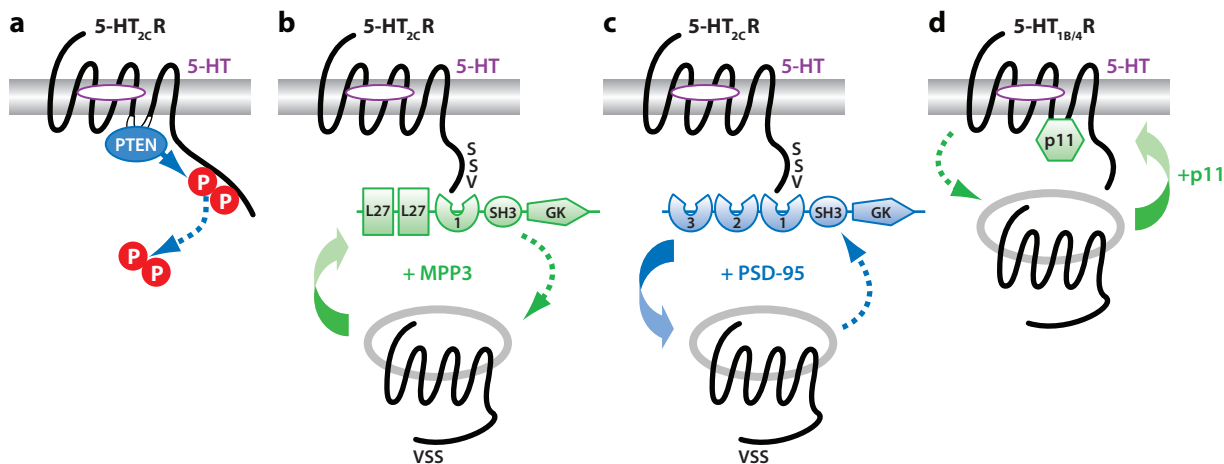 a
5-HT2CR
5-HT
PTEN
P
P
P
P
b
5-HT2CR
5-HT
S
S
V
L27 L27 1 SH3 GK
+ MPP3
VSS
c
5-HT2CR
5-HT
S
S
V
3 2 1 SH3 GK
+ PSD-95
VSS
d
5-HT1B/4R
5-HT
p11
+p11